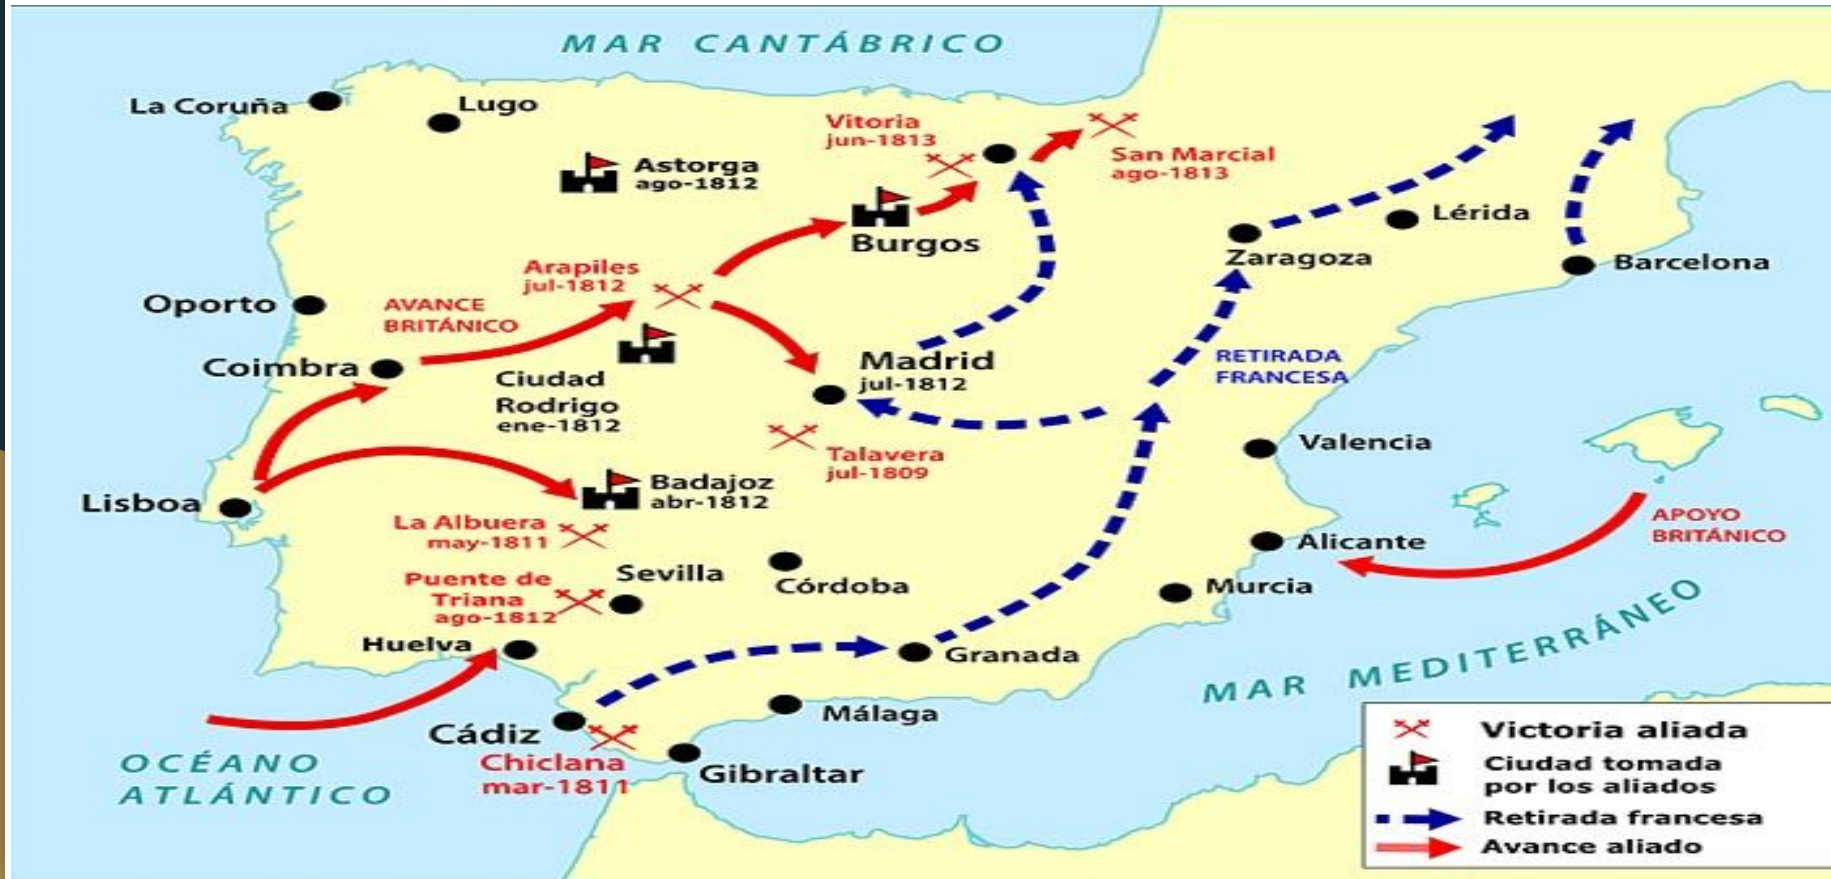 MAR CANTÁBRICO
La Coruña
Lugo
Vitoria
jun-1813
San Marcial
ago-1813
Astorga
ago-1812
Burgos
Lérida
Zaragoza
Barcelona
Arapiles
jul-1812
Oporto
AVANCE
BRITÁNICO
Coimbra
Ciudad
Rodrigo
ene-1812
Madrid
jul-1812
RETIRADA
FRANCESA
Talavera
jul-1809
Valencia
Lisboa
Badajoz
abr-1812
La Albuera
may-1811
APOYO
BRITÁNICO
Alicante
Sevilla
Córdoba
Murcia
Puente de
Triana
ago-1812
Huelva
Granada
MAR MEDITERRÁNEO
Málaga
Cádiz
Chiclana
mar-1811
Gibraltar
OCÉANO
ATLÁNTICO
Victoria aliada
Ciudad tomada
por los aliados
Retirada francesa
Avance aliado